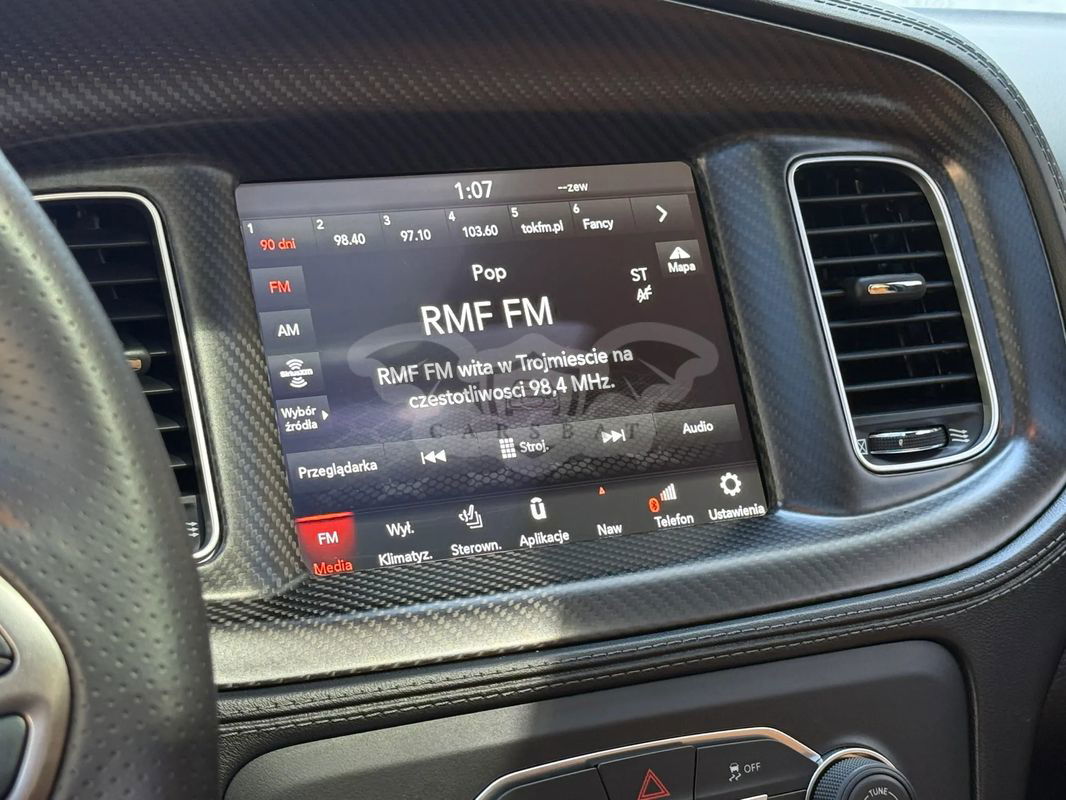 1:07 --zew
1 90 dni
2 98.40
3 97.10
4 103.60
5 tokfm.pl
6 Fancy
Mapa
FM
AM
Pop
ST
AF
RMF FM
RMF FM wita w Trojmiescie na
czestotliwosci 98,4 MHz.
SiriusXM
Wybór
źródła
CARSBAT
Przeglądarka
Stroj.
Audio
FM
Media
Wył.
Klimatyz.
Sterown.
Aplikacje
Naw
Telefon
Ustawienia
OFF
TUNE